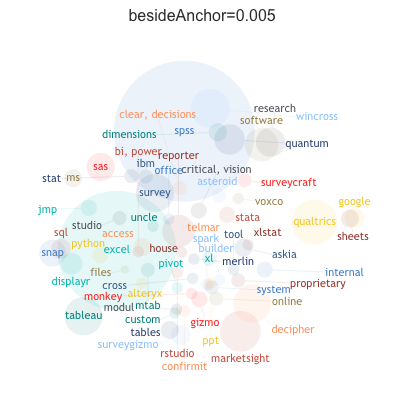 besideAnchor=0.005
research
clear, decisions
wincross
software
dimensions
spss
quantum
bi, power
reporter
ibm
sas
office
critical, vision
stat
ms
asteroid
surveycraft
survey
voxco
google
jmp
uncle
stata
qualtrics
studio
telmar
sql
access
tool
xlstat
sheets
spark
python
excel
house
builder
snap
askia
xl
merlin
pivot
files
internal
displayr
cross
proprietary
system
alteryx
monkey
online
modul
mtab
tableau
custom
gizmo
tables
decipher
ppt
surveygizmo
rstudio
marketsight
confirmit